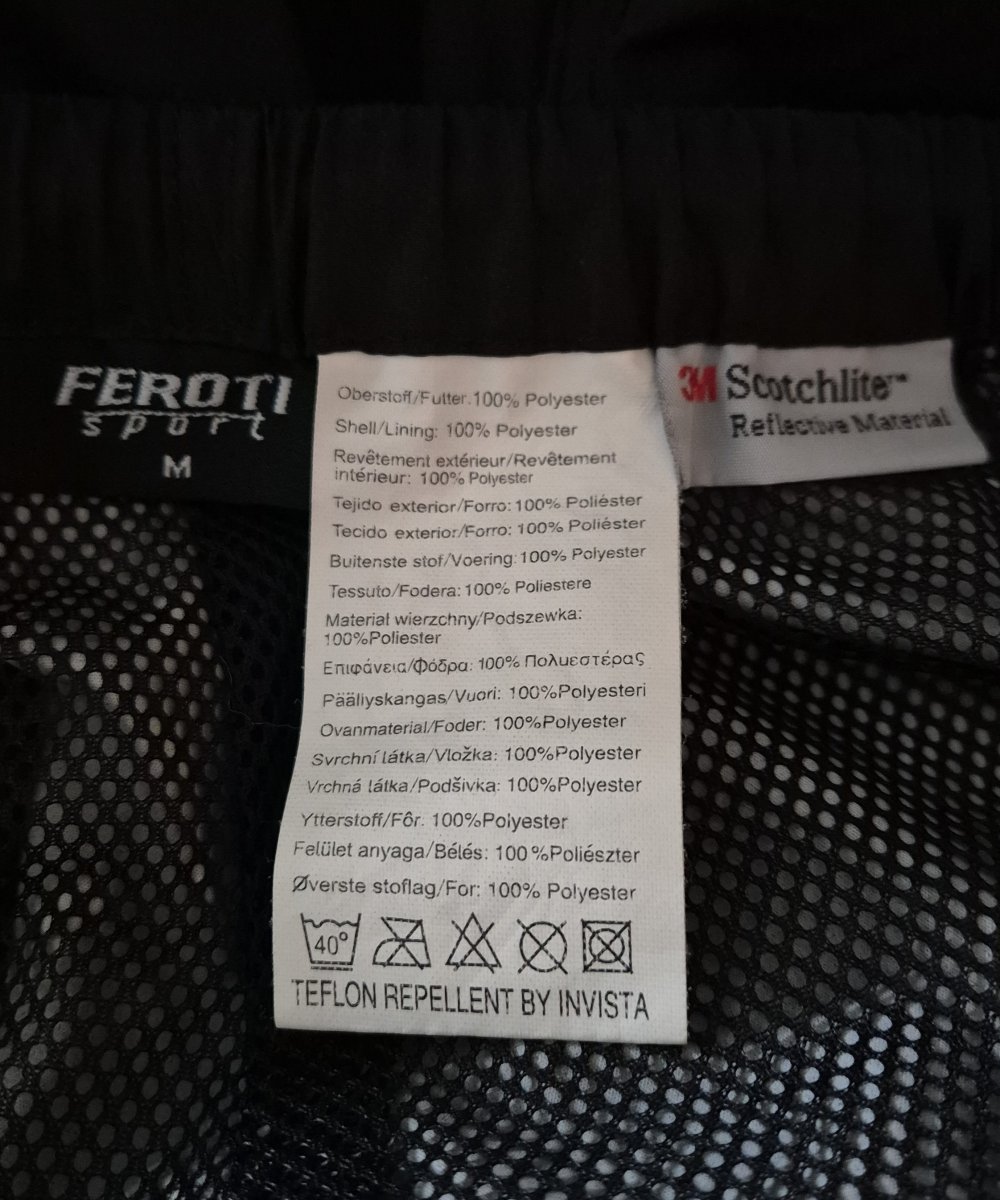 FEROTI
sport
M
Oberstoff/Futter.100% Polyester
Shell/Lining: 100% Polyester
Revêtement extérieur/Revêtement
intérieur: 100% Polyester
Tejido exterior/Forro: 100% Poliéster
Tecido exterior/Forro: 100% Poliéster
Buitenste stof/Voering: 100% Polyester
Tessuto/Fodera: 100% Poliestere
Materiał wierzchny/Podszewka:
100%Poliester
Επιφάνεια/Φόδρα: 100% Πολυεστέρας
Pääliyskangas/Vuori: 100%Polyesteri
Ovanmaterial/Foder: 100%Polyester
Svrchní látka/Vložka: 100%Polyester
Vrchná látka/Podšivka: 100%Polyester
Ytterstoff/Fôr. 100%Polyester
Felület anyaga/Bélés: 100%Poliészter
Øverste stoflag/For: 100% Polyester
40°
TEFLON REPELLENT BY INVISTA
3M Scotchlite™
Reflective Material